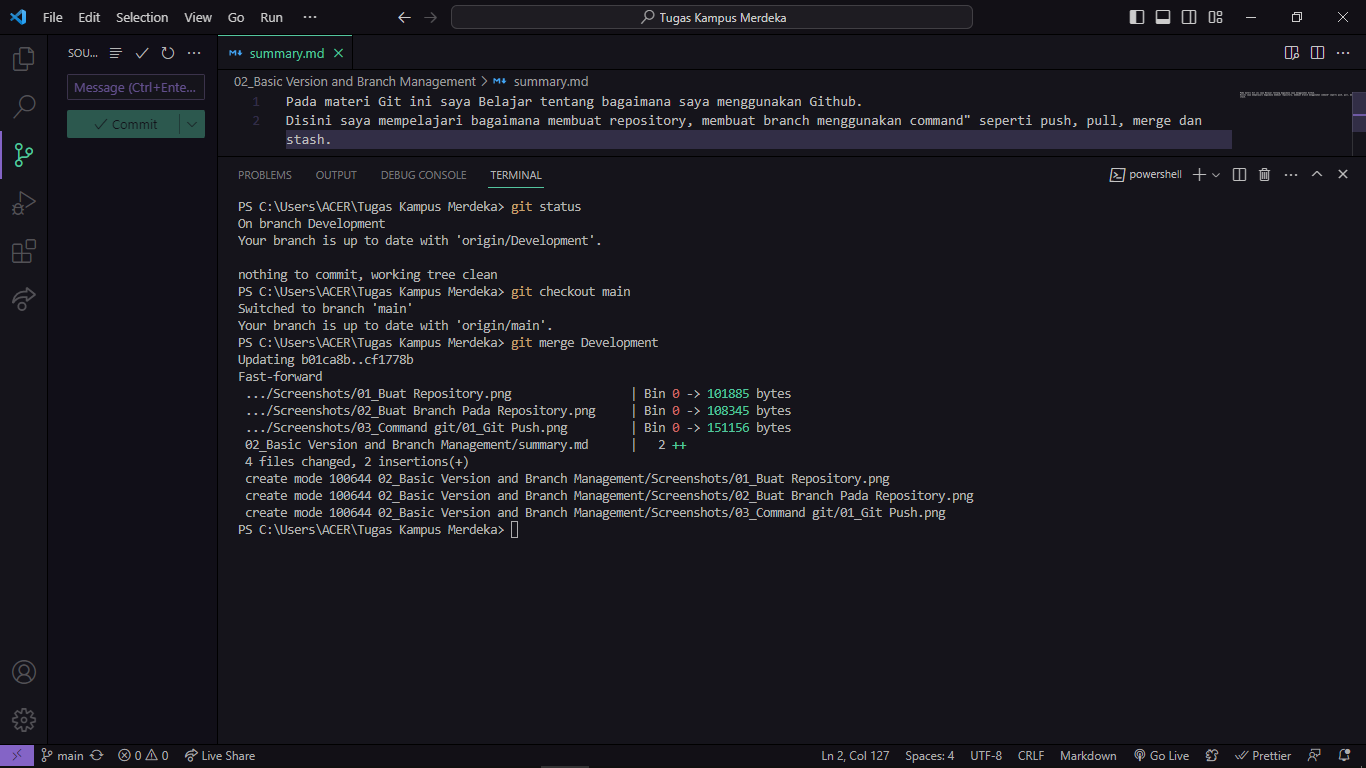 File Edit Selection View Go Run ··· Tugas Kampus Merdeka
SOU...
Message (Ctrl+Ente...
Commit
summary.md
02_Basic Version and Branch Management > summary.md
1 Pada materi Git ini saya Belajar tentang bagaimana saya menggunakan Github.
2 Disini saya mempelajari bagaimana membuat repository, membuat branch menggunakan command" seperti push, pull, merge dan
stash.
PROBLEMS OUTPUT DEBUG CONSOLE TERMINAL powershell
PS C:\Users\ACER\Tugas Kampus Merdeka> git status
On branch Development
Your branch is up to date with 'origin/Development'.
nothing to commit, working tree clean
PS C:\Users\ACER\Tugas Kampus Merdeka> git checkout main
Switched to branch 'main'
Your branch is up to date with 'origin/main'.
PS C:\Users\ACER\Tugas Kampus Merdeka> git merge Development
Updating b01ca8b..cf1778b
Fast-forward
.../Screenshots/01_Buat Repository.png | Bin 0 -> 101885 bytes
.../Screenshots/02_Buat Branch Pada Repository.png | Bin 0 -> 108345 bytes
.../Screenshots/03_Command git/01_Git Push.png | Bin 0 -> 151156 bytes
02_Basic Version and Branch Management/summary.md | 2 ++
4 files changed, 2 insertions(+)
create mode 100644 02_Basic Version and Branch Management/Screenshots/01_Buat Repository.png
create mode 100644 02_Basic Version and Branch Management/Screenshots/02_Buat Branch Pada Repository.png
create mode 100644 02_Basic Version and Branch Management/Screenshots/03_Command git/01_Git Push.png
PS C:\Users\ACER\Tugas Kampus Merdeka>
main 0 0 Live Share Ln 2, Col 127 Spaces: 4 UTF-8 CRLF Markdown Go Live Prettier